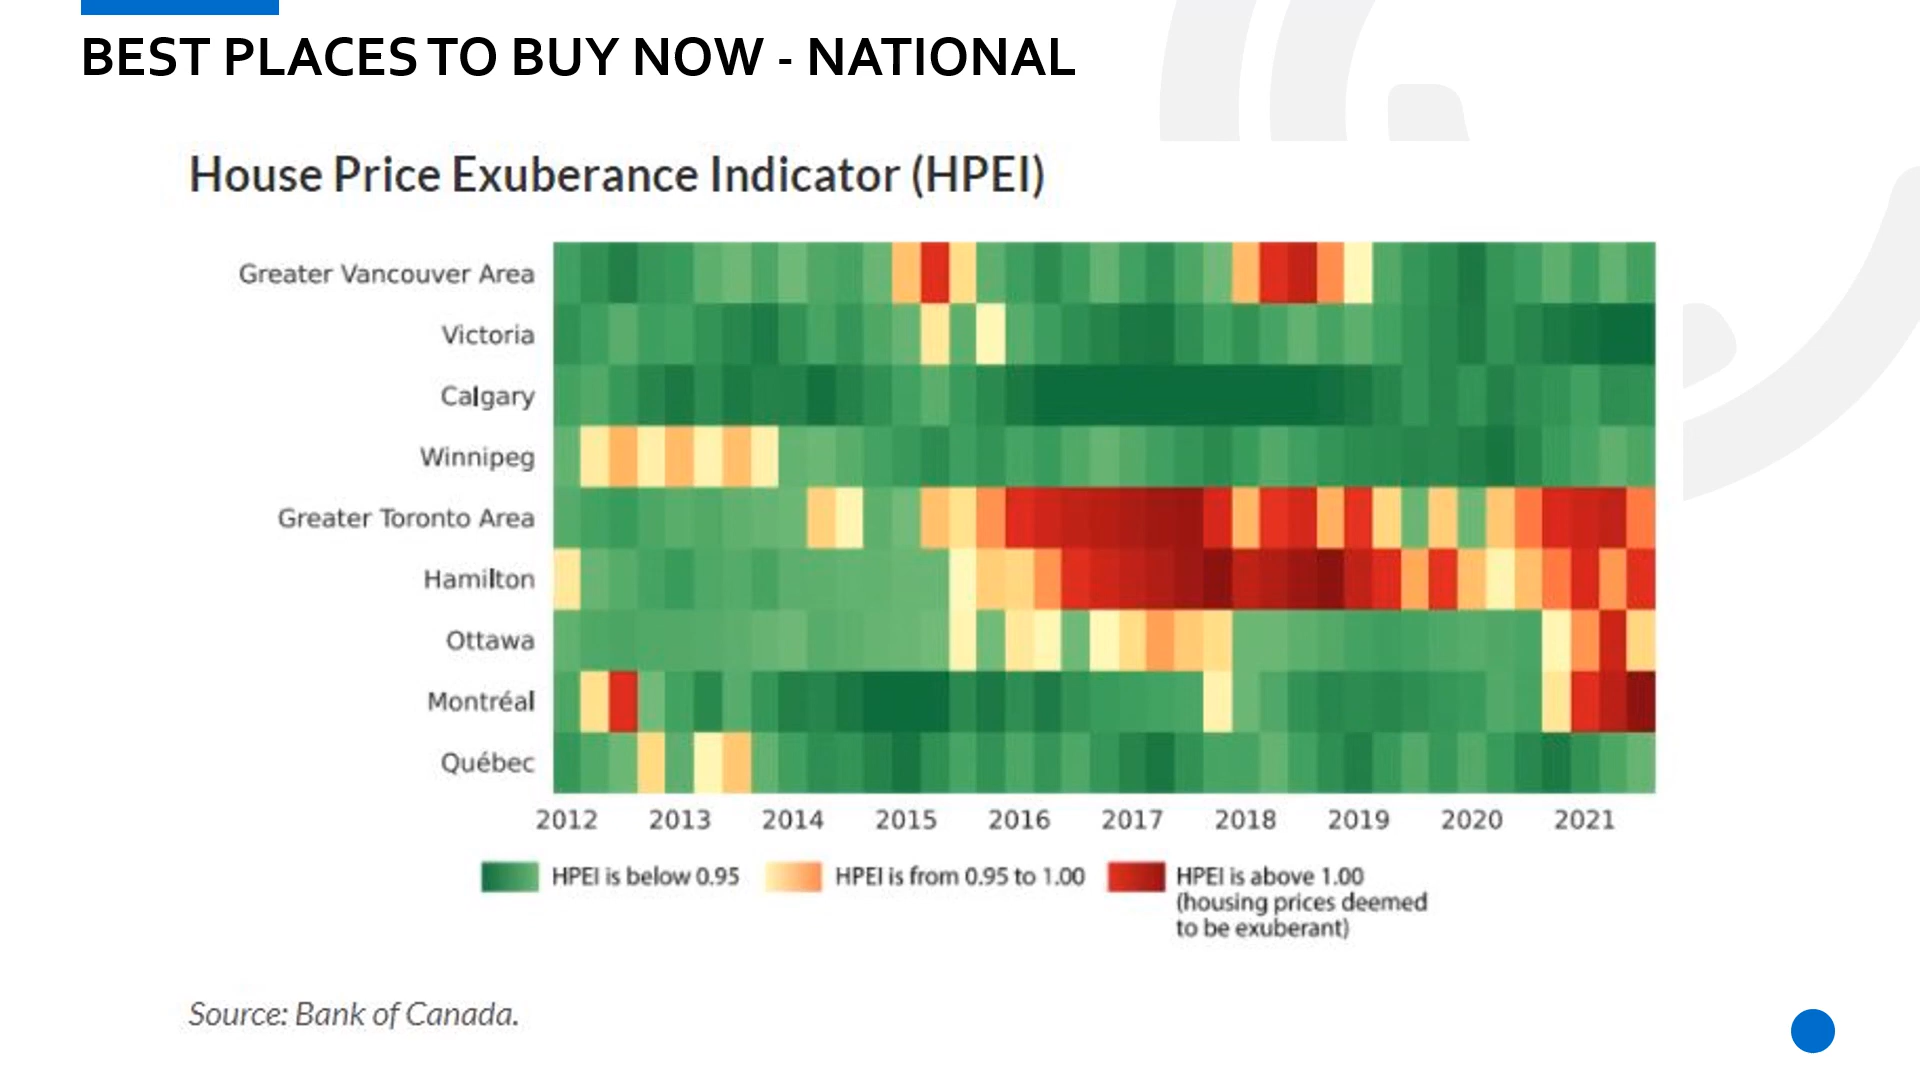 BEST PLACES TO BUY NOW - NATIONAL
House Price Exuberance Indicator (HPEI)
Greater Vancouver Area
Victoria
Calgary
Winnipeg
Greater Toronto Area
Hamilton
Ottawa
Montréal
Québec
2012 2013 2014 2015 2016 2017 2018 2019 2020 2021
HPEI is below 0.95
HPEI is from 0.95 to 1.00
HPEI is above 1.00
(housing prices deemed
to be exuberant)
Source: Bank of Canada.